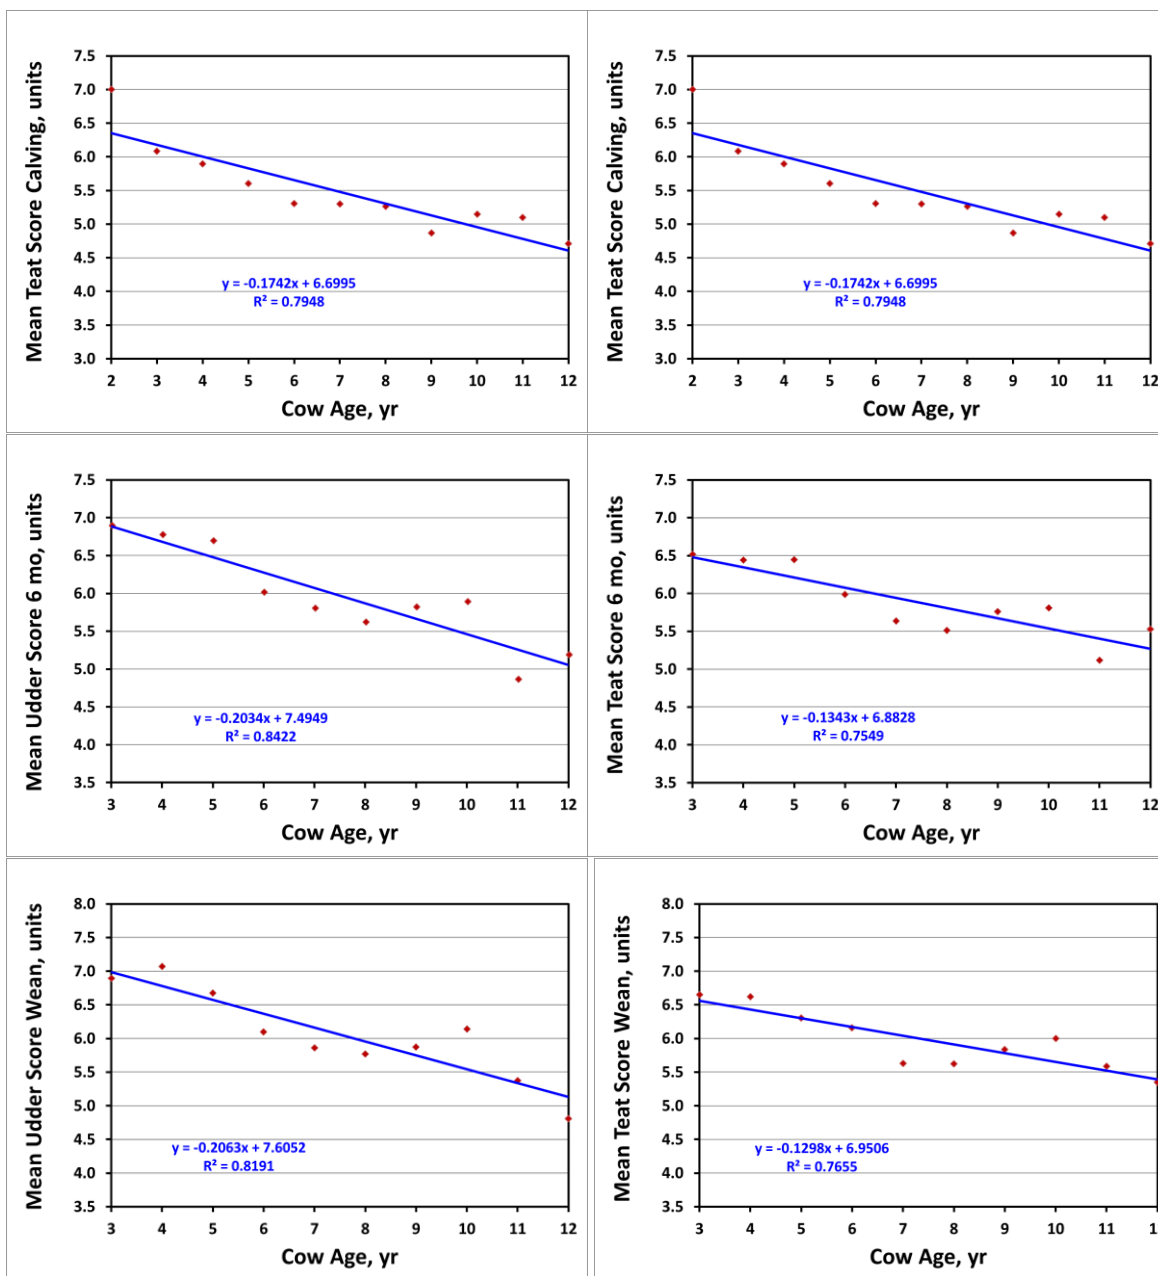 Mean Teat Score Calving, units
7.5
7.0
6.5
6.0
5.5
5.0
4.5
4.0
3.5
3.0
y = -0.1742x + 6.6995
R² = 0.7948
2 3 4 5 6 7 8 9 10 11 12
Cow Age, yr
Mean Teat Score Calving, units
7.5
7.0
6.5
6.0
5.5
5.0
4.5
4.0
3.5
3.0
y = -0.1742x + 6.6995
R² = 0.7948
2 3 4 5 6 7 8 9 10 11 12
Cow Age, yr
Mean Udder Score 6 mo, units
7.5
7.0
6.5
6.0
5.5
5.0
4.5
4.0
3.5
y = -0.2034x + 7.4949
R² = 0.8422
3 4 5 6 7 8 9 10 11 12
Cow Age, yr
Mean Teat Score 6 mo, units
7.5
7.0
6.5
6.0
5.5
5.0
4.5
4.0
3.5
y = -0.1343x + 6.8828
R² = 0.7549
3 4 5 6 7 8 9 10 11 12
Cow Age, yr
Mean Udder Score Wean, units
8.0
7.5
7.0
6.5
6.0
5.5
5.0
4.5
4.0
3.5
y = -0.2063x + 7.6052
R² = 0.8191
3 4 5 6 7 8 9 10 11 12
Cow Age, yr
Mean Teat Score Wean, units
8.0
7.5
7.0
6.5
6.0
5.5
5.0
4.5
4.0
3.5
y = -0.1298x + 6.9506
R² = 0.7655
3 4 5 6 7 8 9 10 11
Cow Age, yr